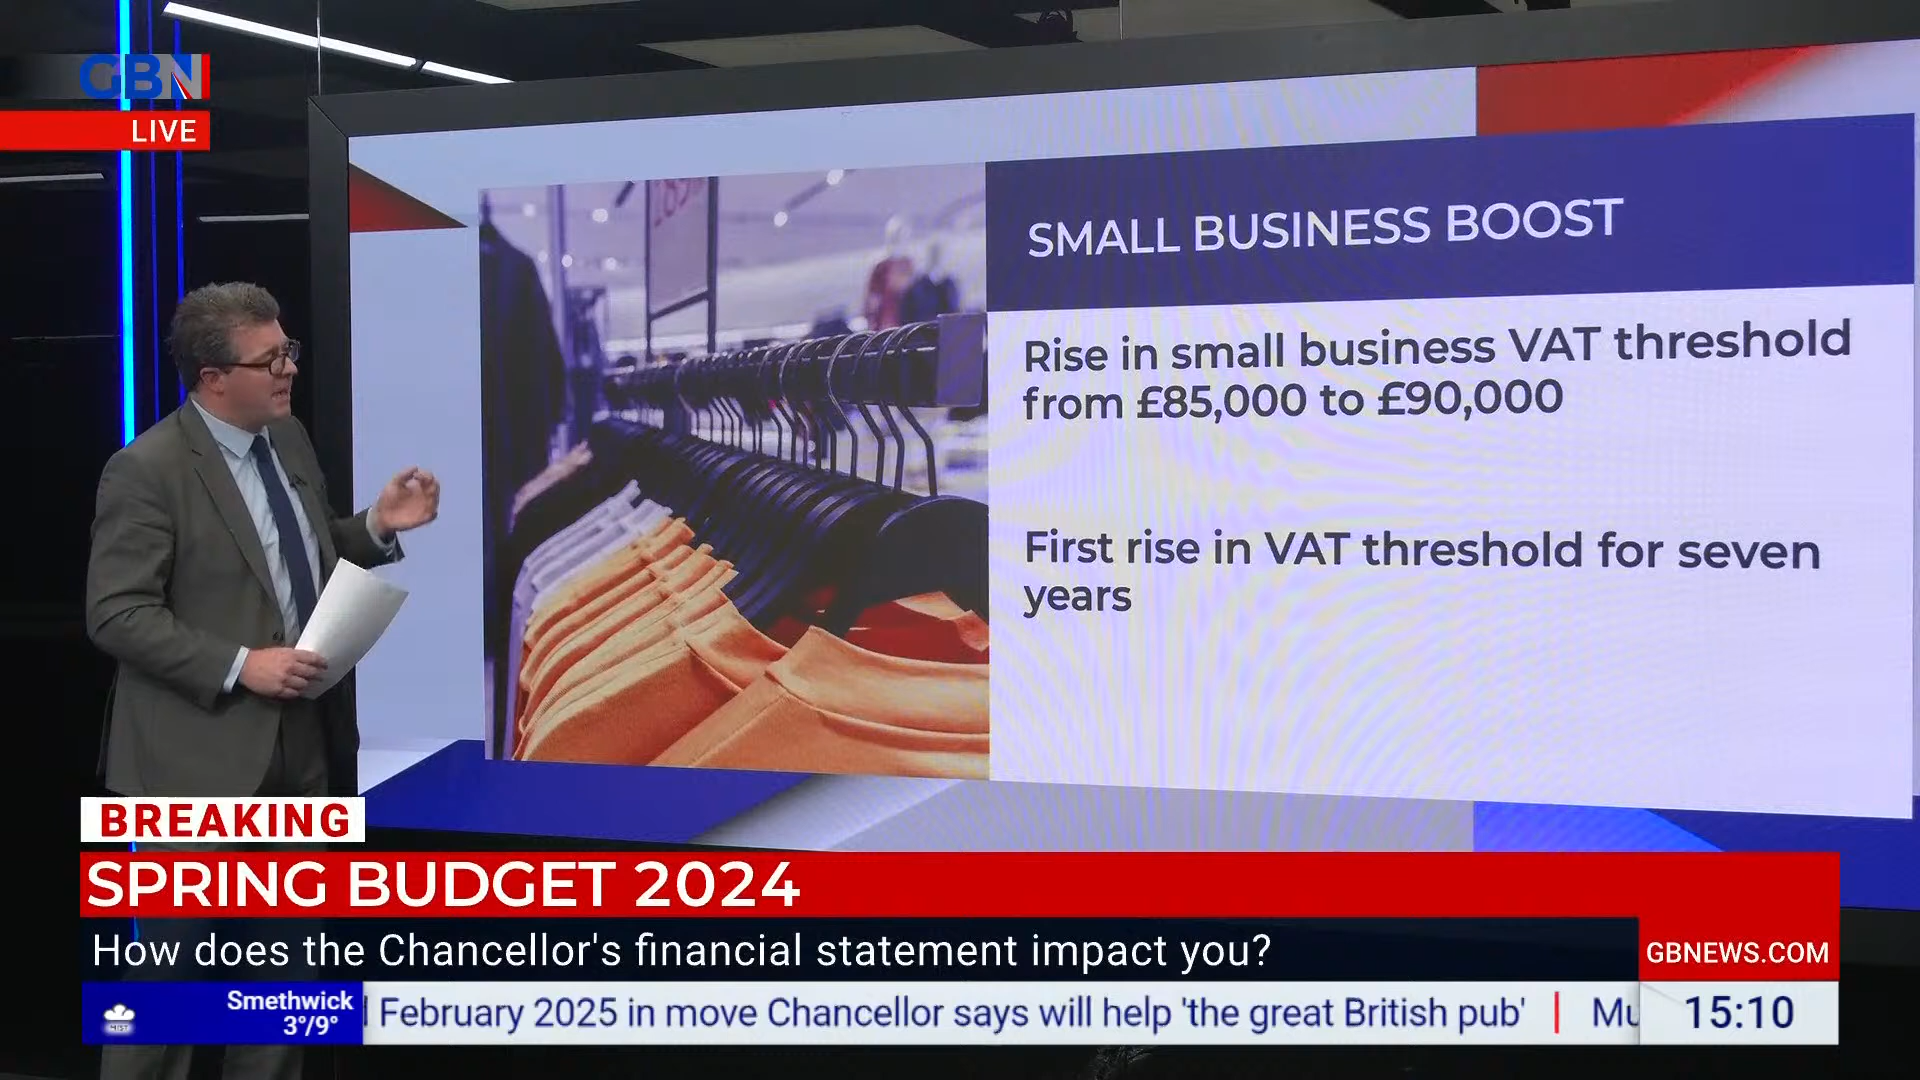 GBN
LIVE
SMALL BUSINESS BOOST
Rise in small business VAT threshold
from £85,000 to £90,000
First rise in VAT threshold for seven
years
BREAKING
SPRING BUDGET 2024
How does the Chancellor's financial statement impact you?
GBNEWS.COM
MIST
Smethwick
3°/9°
February 2025 in move Chancellor says will help 'the great British pub' | Mu
15:10